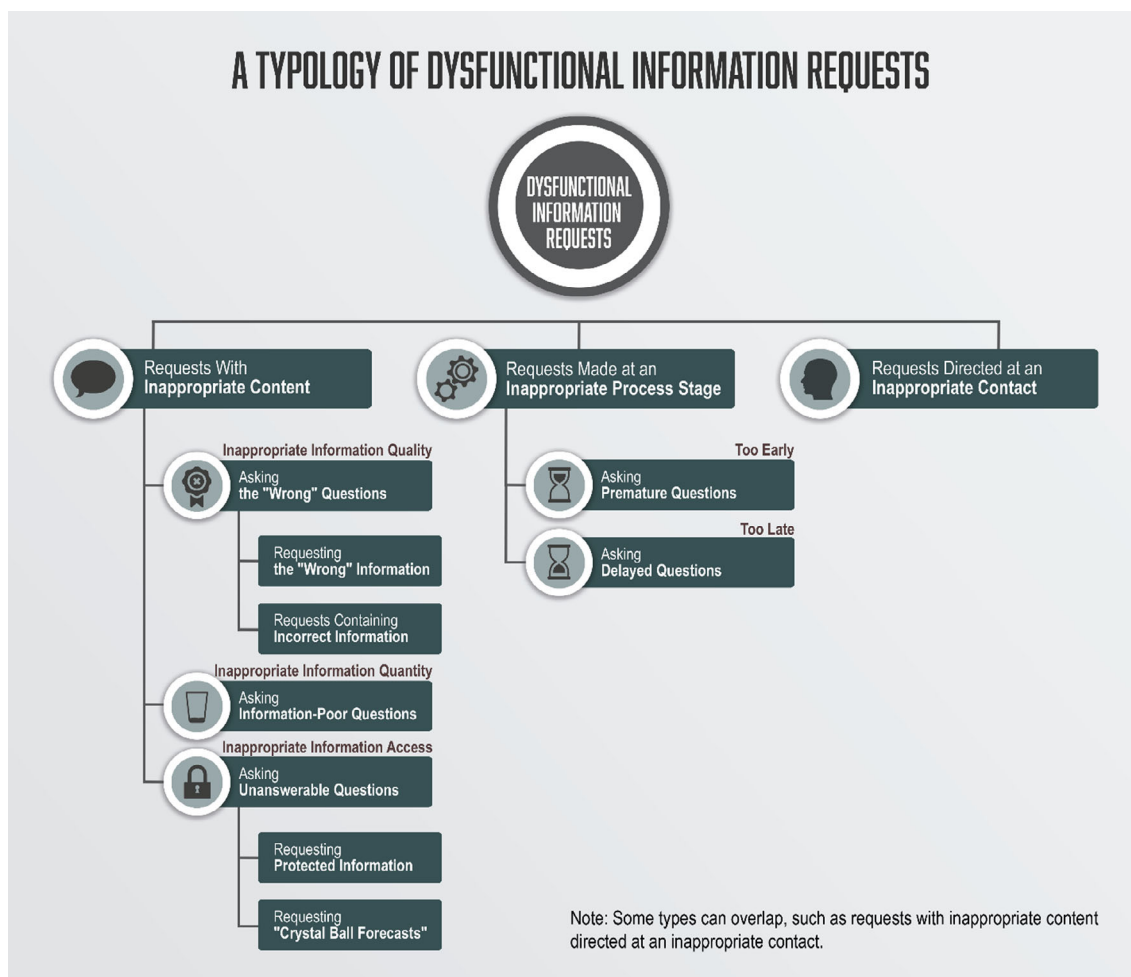 A TYPOLOGY OF DYSFUNCTIONAL INFORMATION REQUESTS
DYSFUNCTIONAL
INFORMATION
REQUESTS
Requests With
Inappropriate Content
Inappropriate Information Quality
Asking
the "Wrong" Questions
Requesting
the "Wrong" Information
Requests Containing
Incorrect Information
Inappropriate Information Quantity
Asking
Information-Poor Questions
Inappropriate Information Access
Asking
Unanswerable Questions
Requesting
Protected Information
Requesting
"Crystal Ball Forecasts"
Requests Made at an
Inappropriate Process Stage
Too Early
Asking
Premature Questions
Too Late
Asking
Delayed Questions
Requests Directed at an
Inappropriate Contact
Note: Some types can overlap, such as requests with inappropriate content
directed at an inappropriate contact.